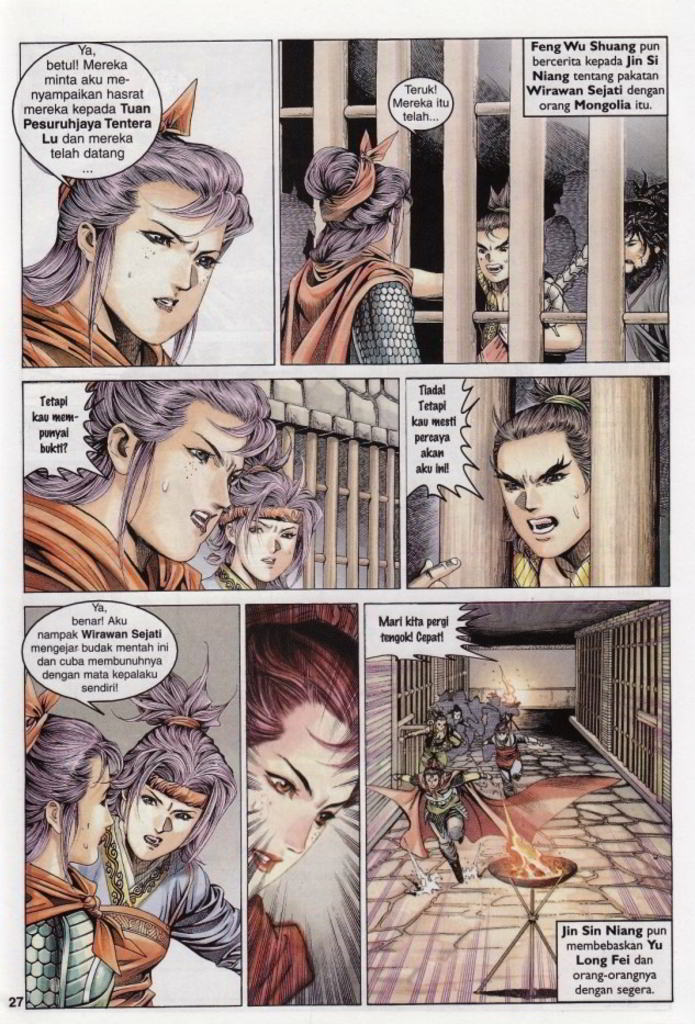 Ya,
betul! Mereka
minta aku me-
nyampaikan hasrat
mereka kepada Tuan
Pesuruhjaya Tentera
Lu dan mereka
telah datang
...
Teruk!
Mereka itu
telah...
Feng Wu Shuang pun
bercerita kepada Jin Si
Niang tentang pakatan
Wirawan Sejati dengan
orang Mongolia itu.
Tetapi
kau mem-
punyai
bukti?
Tiada!
Tetapi
kau mesti
percaya
akan
aku ini!
Ya,
benar! Aku
nampak Wirawan Sejati
mengejar budak mentah ini
dan cuba membunuhnya
dengan mata kepalaku
sendiri!
Mari kita pergi
tengok! Cepat!
Jin Sin Niang pun
membebaskan Yu
Long Fei dan
orang-orangnya
dengan segera.
27